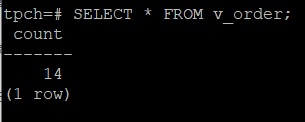 tpch=# SELECT * FROM v_order;
 count
-------
    14
(1 row)